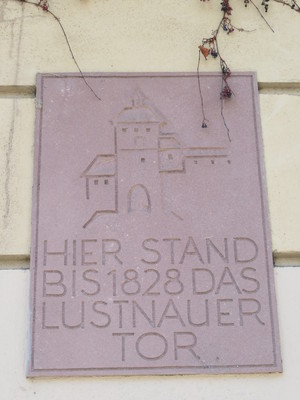 HIER STAND
BIS 1828 DAS
LUSTNAUER
TOR